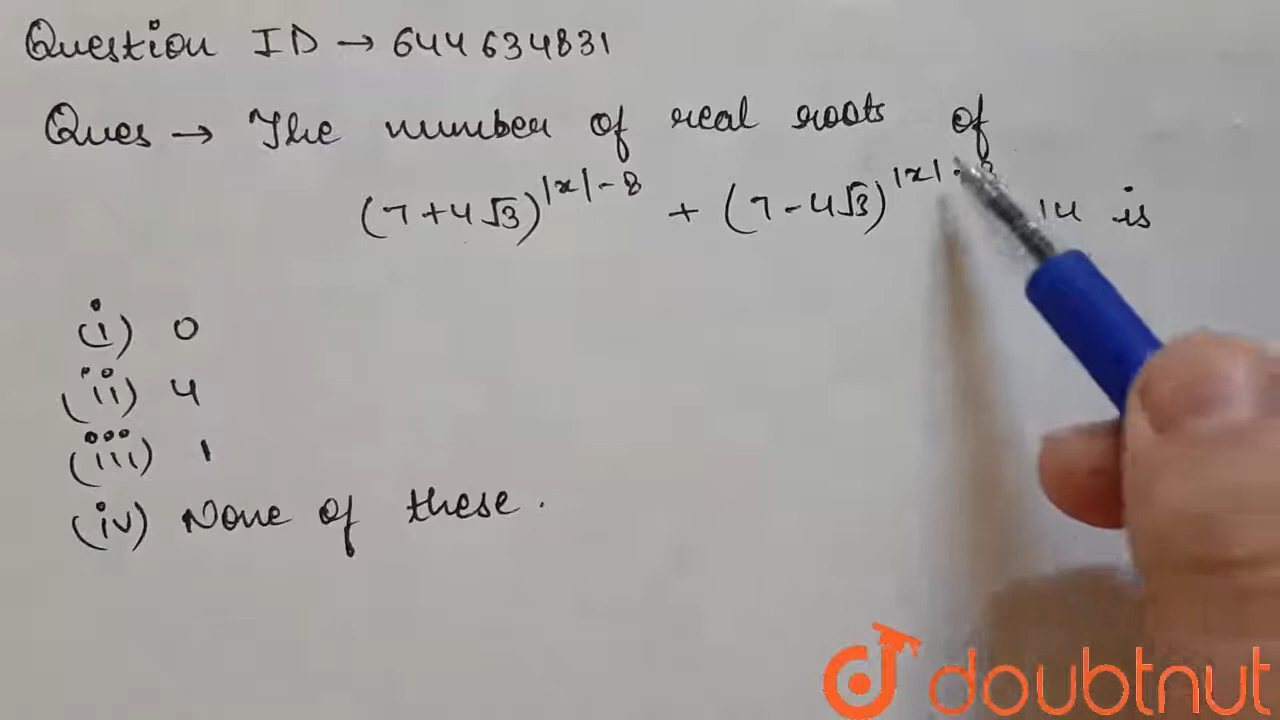 Question ID → 644634831
Ques → The number of real roots of
(7+4√3)^|x|-8 + (7-4√3)^|x| 14 is
(i) 0
(ii) 4
(iii) 1
(iv) None of these.
doubtnut